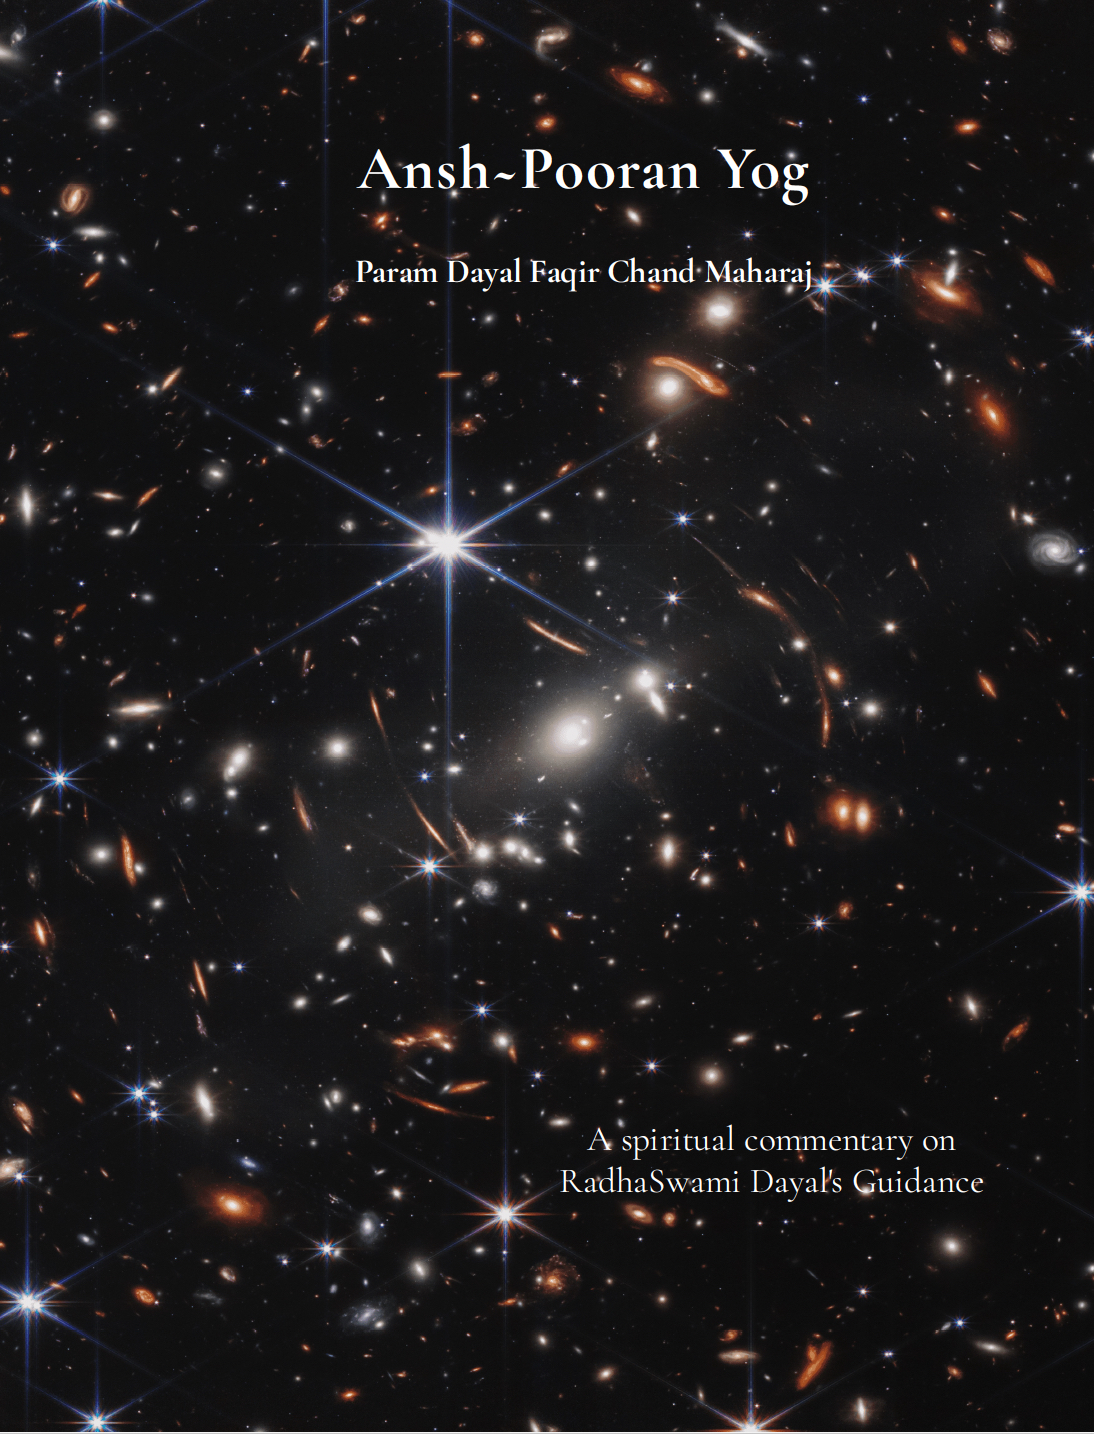 Ansh~Pooran Yog
Param Dayal Faqir Chand Maharaj
A spiritual commentary on
RadhaSwami Dayal's Guidance